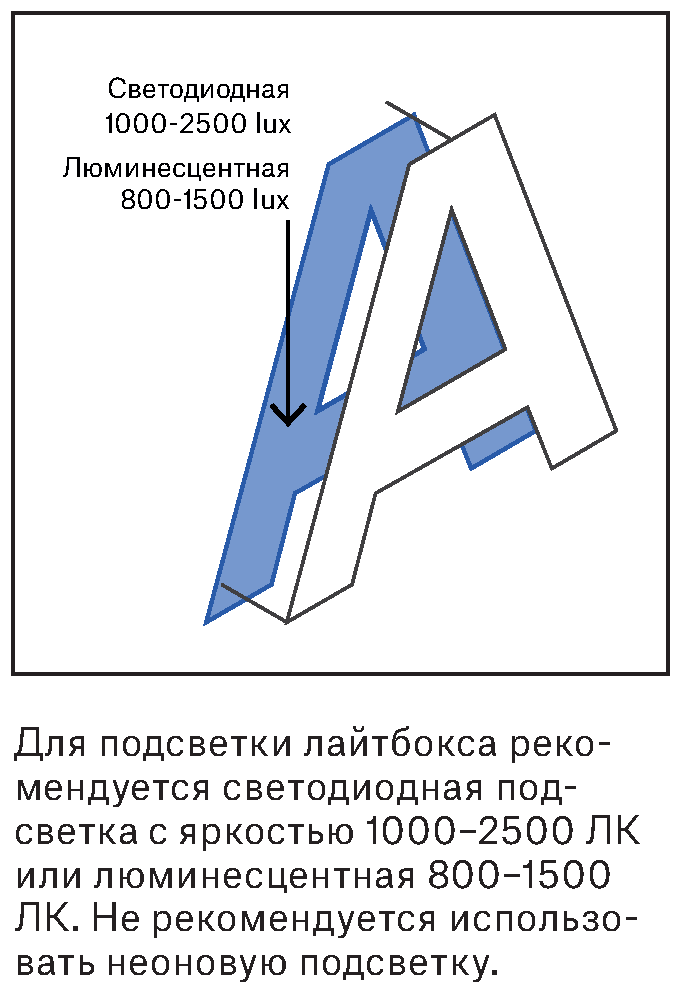 Светодиодная
1000-2500 lux
Люминесцентная
800-1500 lux
Для подсветки лайтбокса реко-
мендуется светодиодная под-
светка с яркостью 1000–2500 ЛК
или люминесцентная 800–1500
ЛК. Не рекомендуется использо-
вать неоновую подсветку.